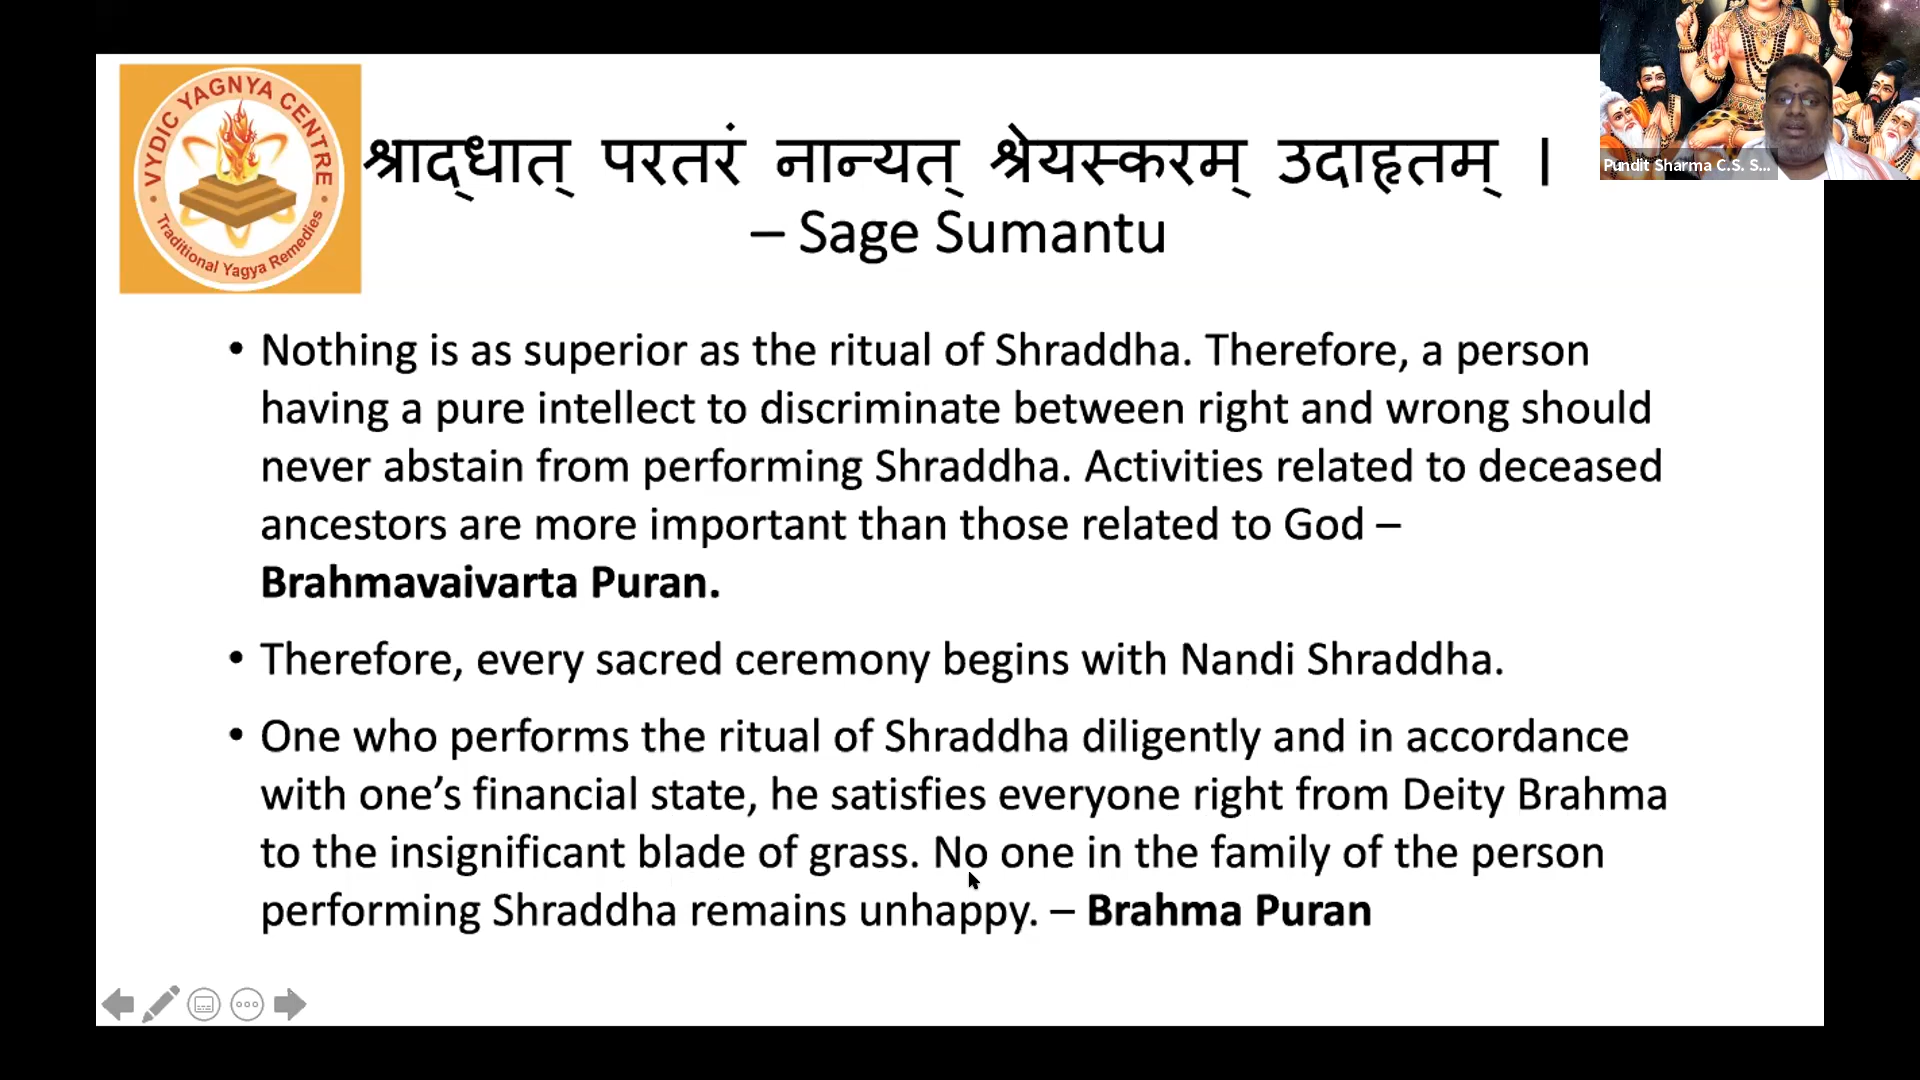 VYDIC YAGNYA CENTRE
Traditional Yagya Remedies
श्राद्धात् परतरं नान्यत् श्रेयस्करम् उदाहृतम् ।
– Sage Sumantu
Pundit Sharma C.S. S...
• Nothing is as superior as the ritual of Shraddha. Therefore, a person
having a pure intellect to discriminate between right and wrong should
never abstain from performing Shraddha. Activities related to deceased
ancestors are more important than those related to God –
Brahmavaivarta Puran.
• Therefore, every sacred ceremony begins with Nandi Shraddha.
• One who performs the ritual of Shraddha diligently and in accordance
with one’s financial state, he satisfies everyone right from Deity Brahma
to the insignificant blade of grass. No one in the family of the person
performing Shraddha remains unhappy. – Brahma Puran